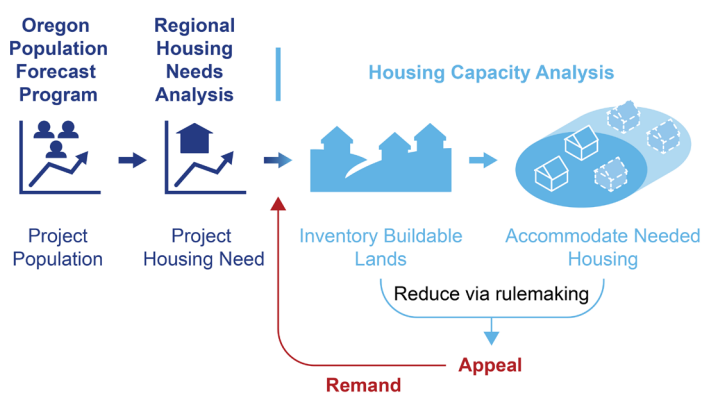 Oregon
Population
Forecast
Program
Regional
Housing
Needs
Analysis
Housing Capacity Analysis
Project
Population
Project
Housing Need
Inventory Buildable
Lands
Accommodate Needed
Housing
Reduce via rulemaking
Appeal
Remand